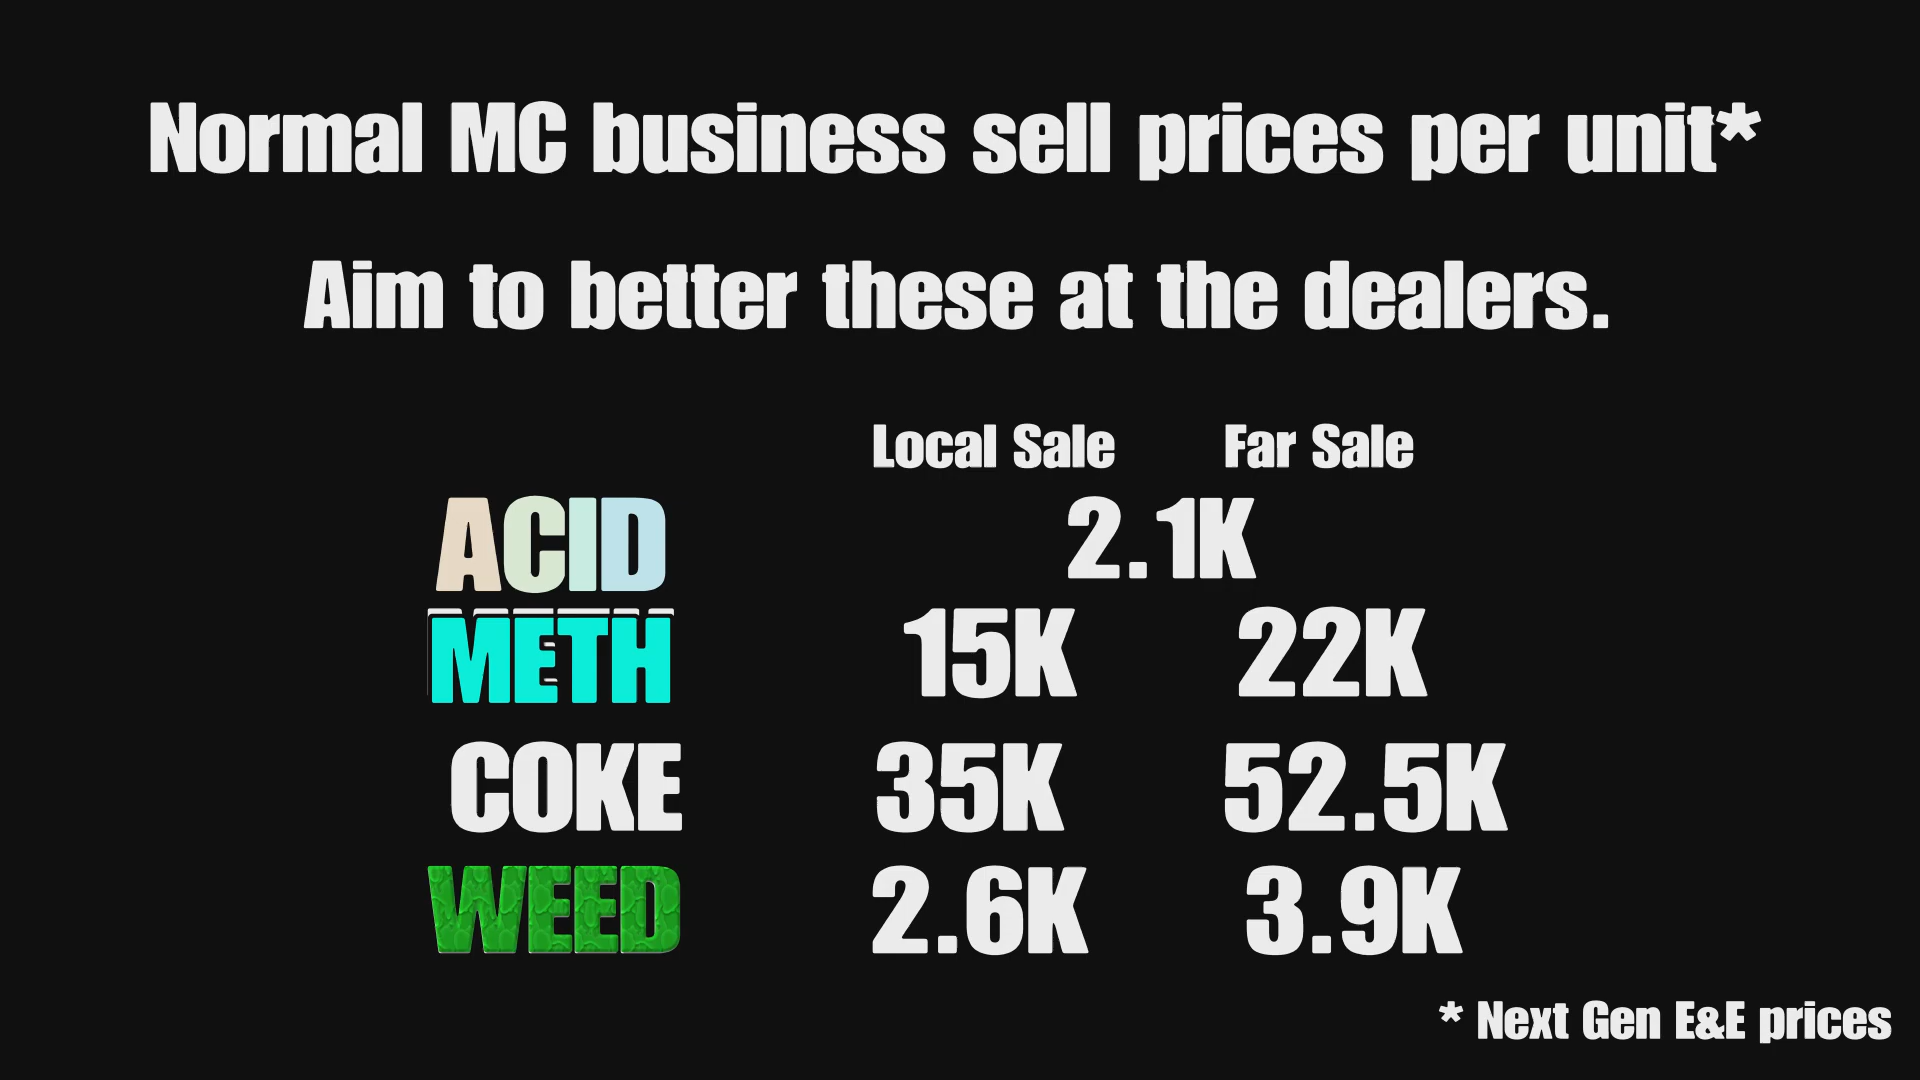 Normal MC business sell prices per unit*
Aim to better these at the dealers.
Local Sale Far Sale
ACID 2.1K
METH 15K 22K
COKE 35K 52.5K
WEED 2.6K 3.9K
* Next Gen E&E prices